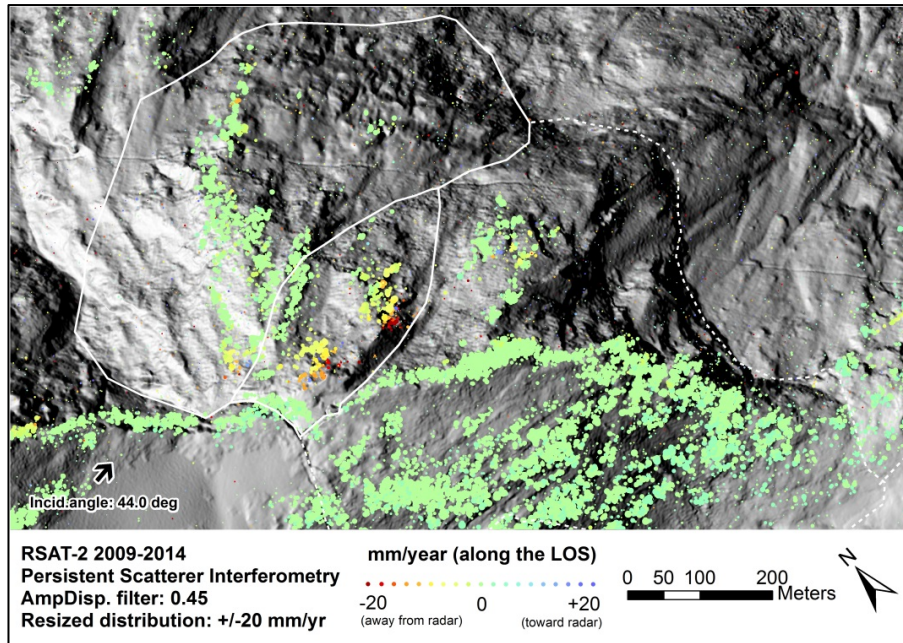 Incid.angle: 44.0 deg
RSAT-2 2009-2014
Persistent Scatterer Interferometry
AmpDisp. filter: 0.45
Resized distribution: +/-20 mm/yr
mm/year (along the LOS)
-20 0 +20
(away from radar) (toward radar)
0 50 100 200
Meters
N